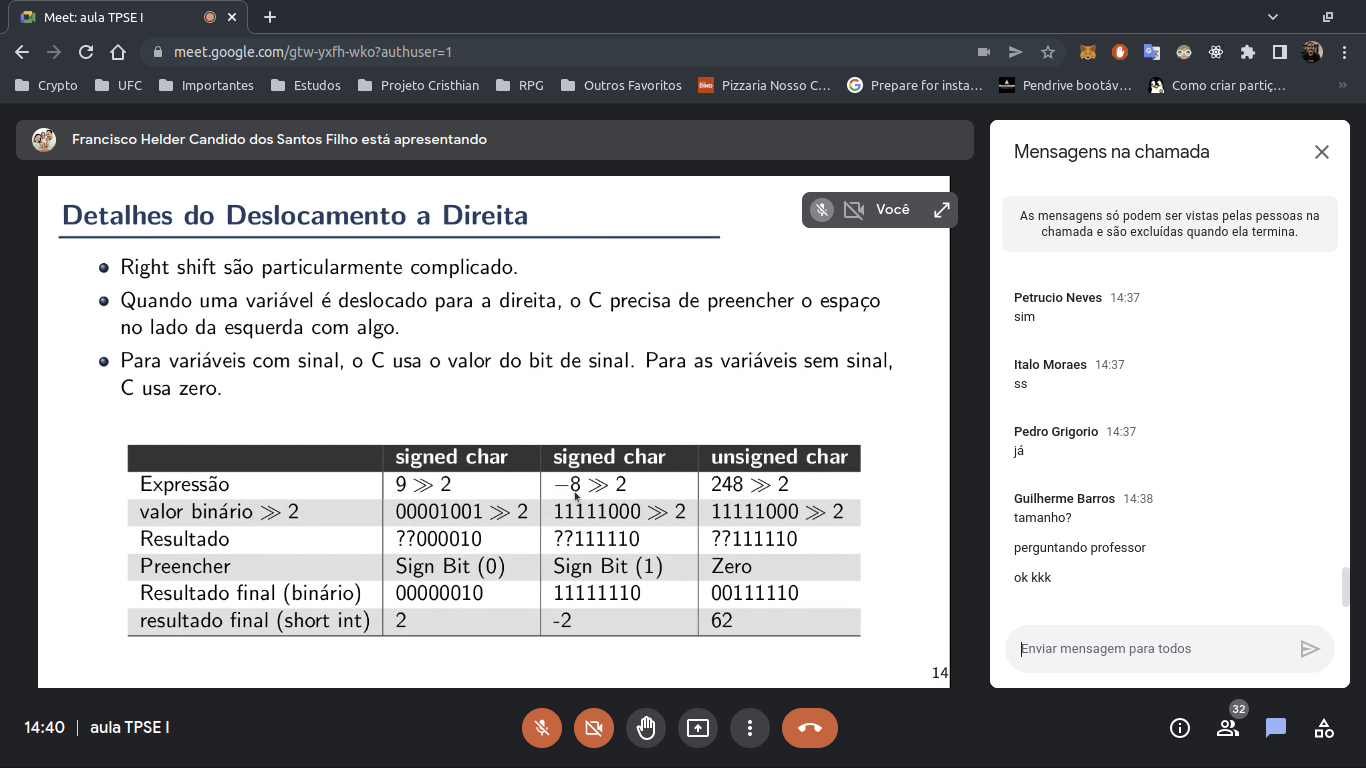 Meet: aula TPSE I
meet.google.com/gtw-yxfh-wko?authuser=1
Crypto UFC Importantes Estudos Projeto Cristhian RPG Outros Favoritos Pizzaria Nosso C... Prepare for insta... Pendrive bootáv... Como criar partiç... »
Francisco Helder Candido dos Santos Filho está apresentando
Você
Detalhes do Deslocamento a Direita
Right shift são particularmente complicado.
Quando uma variável é deslocado para a direita, o C precisa de preencher o espaço
no lado da esquerda com algo.
Para variáveis com sinal, o C usa o valor do bit de sinal. Para as variáveis sem sinal,
C usa zero.
signed char signed char unsigned char
Expressão 9 ≫ 2 −8 ≫ 2 248 ≫ 2
valor binário ≫ 2 00001001 ≫ 2 11111000 ≫ 2 11111000 ≫ 2
Resultado ??000010 ??111110 ??111110
Preencher Sign Bit (0) Sign Bit (1) Zero
Resultado final (binário) 00000010 11111110 00111110
resultado final (short int) 2 -2 62
14
Mensagens na chamada
As mensagens só podem ser vistas pelas pessoas na
chamada e são excluídas quando ela termina.
Petrucio Neves 14:37
sim
Italo Moraes 14:37
ss
Pedro Grigorio 14:37
já
Guilherme Barros 14:38
tamanho?
perguntando professor
ok kkk
Enviar mensagem para todos
14:40 | aula TPSE I
32